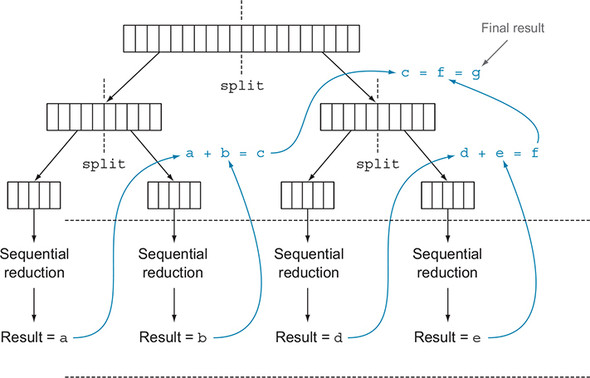 Final result
c = f = g
split
a + b = c
d + e = f
split
split
Sequential
reduction
Sequential
reduction
Sequential
reduction
Sequential
reduction
Result = a
Result = b
Result = d
Result = e